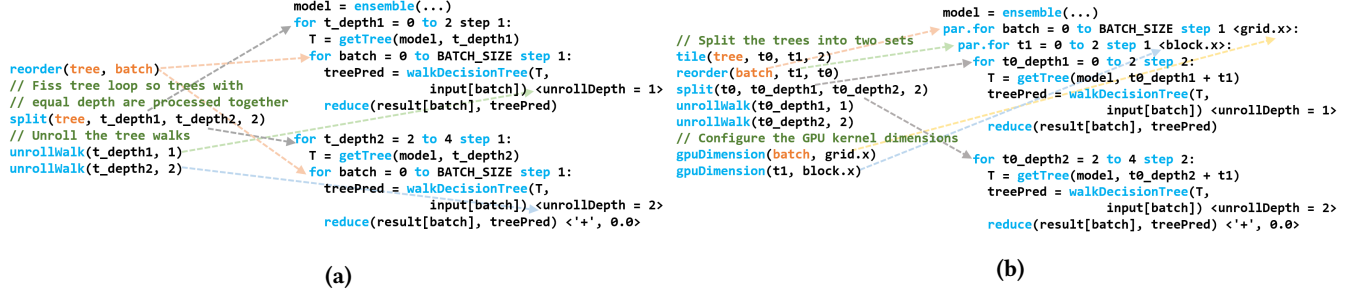 reorder(tree, batch)
// Fiss tree loop so trees with
// equal depth are processed together
split(tree, t_depth1, t_depth2, 2)
// Unroll the tree walks
unrollWalk(t_depth1, 1)
unrollWalk(t_depth2, 2)
model = ensemble(...)
for t_depth1 = 0 to 2 step 1:
T = getTree(model, t_depth1)
for batch = 0 to BATCH_SIZE step 1:
treePred = walkDecisionTree(T,
input[batch]) <unrollDepth = 1>
reduce(result[batch], treePred)
for t_depth2 = 2 to 4 step 1:
T = getTree(model, t_depth2)
for batch = 0 to BATCH_SIZE step 1:
treePred = walkDecisionTree(T,
input[batch]) <unrollDepth = 2>
reduce(result[batch], treePred) <'+', 0.0>
(a)
// Split the trees into two sets
tile(tree, t0, t1, 2)
reorder(batch, t1, t0)
split(t0, t0_depth1, t0_depth2, 2)
unrollWalk(t0_depth1, 1)
unrollWalk(t0_depth2, 2)
// Configure the GPU kernel dimensions
gpuDimension(batch, grid.x)
gpuDimension(t1, block.x)
model = ensemble(...)
par.for batch = 0 to BATCH_SIZE step 1 <grid.x>:
par.for t1 = 0 to 2 step 1 <block.x>:
for t0_depth1 = 0 to 2 step 2:
T = getTree(model, t0_depth1 + t1)
treePred = walkDecisionTree(T,
input[batch]) <unrollDepth = 1>
reduce(result[batch], treePred)
for t0_depth2 = 2 to 4 step 2:
T = getTree(model, t0_depth2 + t1)
treePred = walkDecisionTree(T,
input[batch]) <unrollDepth = 2>
reduce(result[batch], treePred) <'+', 0.0>
(b)